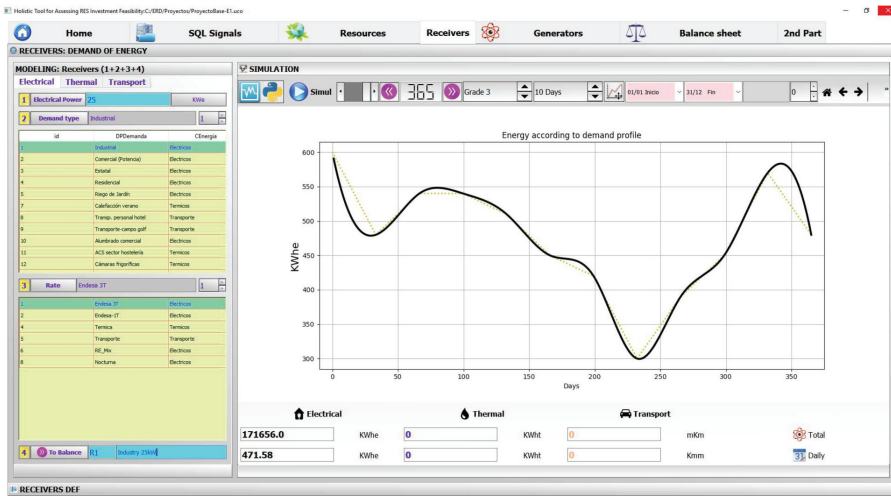 Holistic Tool for Assessing RES Investment Feasibility:C:/ERD/Proyectos/ProyectoBase-E1.uco
Home SQL Signals Resources Receivers Generators Balance sheet 2nd Part
RECEIVERS: DEMAND OF ENERGY
MODELING: Receivers (1+2+3+4)
Electrical Thermal Transport
1 Electrical Power 25 KWe
2 Demand type Industrial 1
id DPDemanda CEnergia
1 Industrial Electricos
2 Comercial (Potencia) Electricos
3 Estatal Electricos
4 Residencial Electricos
5 Riego de Jardín Electricos
7 Calefacción verano Termicos
8 Transp. personal hotel Transporte
9 Transporte-campo golf Transporte
10 Alumbrado comercial Electricos
11 ACS sector hostelería Termicos
12 Cámaras frigoríficas Termicos
3 Rate Endesa 3T 1
1 Endesa 3T Electricos
2 Endesa-1T Electricos
4 Termica Termicos
5 Transporte Transporte
6 RE_Mix Electricos
8 Nocturna Electricos
4 To Balance R1 Industry 25kW
SIMULATION
Simul 365 Grade 3 10 Days 01/01 Inicio 31/12 Fin 0 "
Energy according to demand profile
KWhe
600
550
500
450
400
350
300
0 50 100 150 200 250 300 350
Days
Electrical Thermal Transport
171656.0 KWhe 0 KWht 0 mKm Total
471.58 KWhe 0 KWht 0 Kmm 31 Daily
RECEIVERS DEF